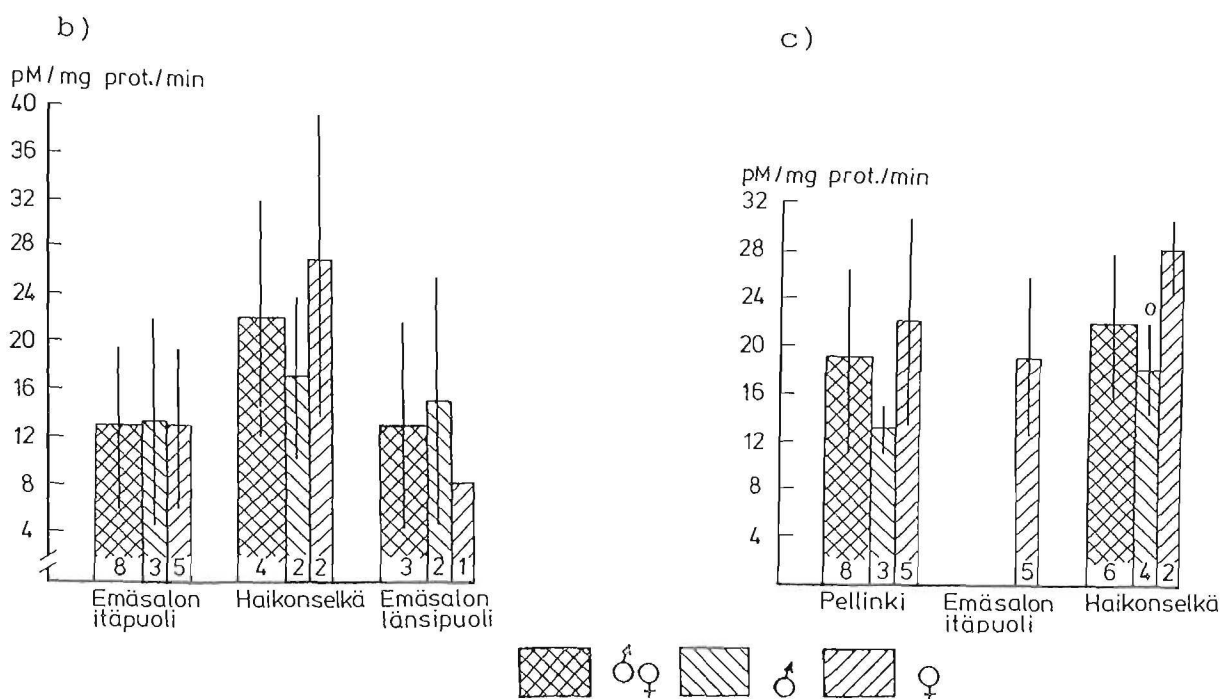 b)
pM/mg prot./min
40
36
32
28
24
20
16
12
8
4
8 3 5
4 2 2
3 2 1
Emäsalon
itäpuoli
Haikonselkä
Emäsalon
länsipuoli
c)
pM/mg prot./min
32
28
24
20
16
12
8
4
o
8 3 5
5
6 4 2
Pellinki
Emäsalon
itäpuoli
Haikonselkä
♂♀
♂
♀